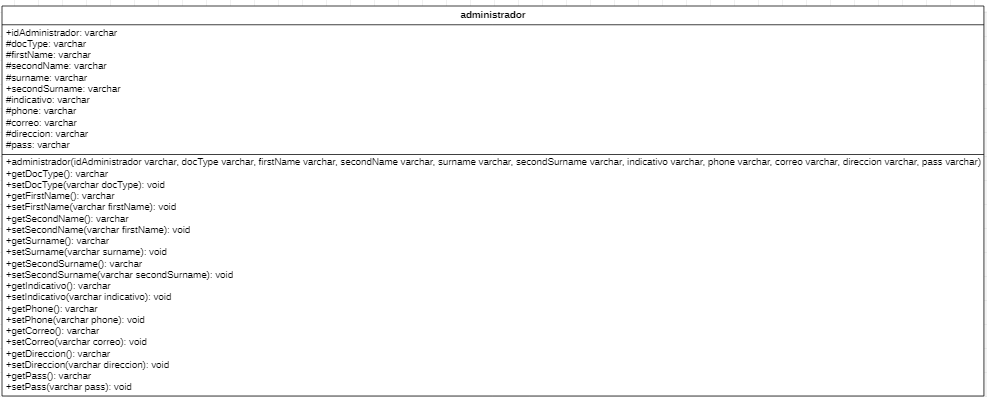 administrador
+idAdministrador: varchar
#docType: varchar
#firstName: varchar
#secondName: varchar
#surname: varchar
+secondSurname: varchar
#indicativo: varchar
#phone: varchar
#correo: varchar
#direccion: varchar
#pass: varchar
+administrador(idAdministrador varchar, docType varchar, firstName varchar, secondName varchar, surname varchar, secondSurname varchar, indicativo varchar, phone varchar, correo varchar, direccion varchar, pass varchar)
+getDocType(): varchar
+setDocType(varchar docType): void
+getFirstName(): varchar
+setFirstName(varchar firstName): void
+getSecondName(): varchar
+setSecondName(varchar firstName): void
+getSurname(): varchar
+setSurname(varchar surname): void
+getSecondSurname(): varchar
+setSecondSurname(varchar secondSurname): void
+getIndicativo(): varchar
+setIndicativo(varchar indicativo): void
+getPhone(): varchar
+setPhone(varchar phone): void
+getCorreo(): varchar
+setCorreo(varchar correo): void
+getDireccion(): varchar
+setDireccion(varchar direccion): void
+getPass(): varchar
+setPass(varchar pass): void